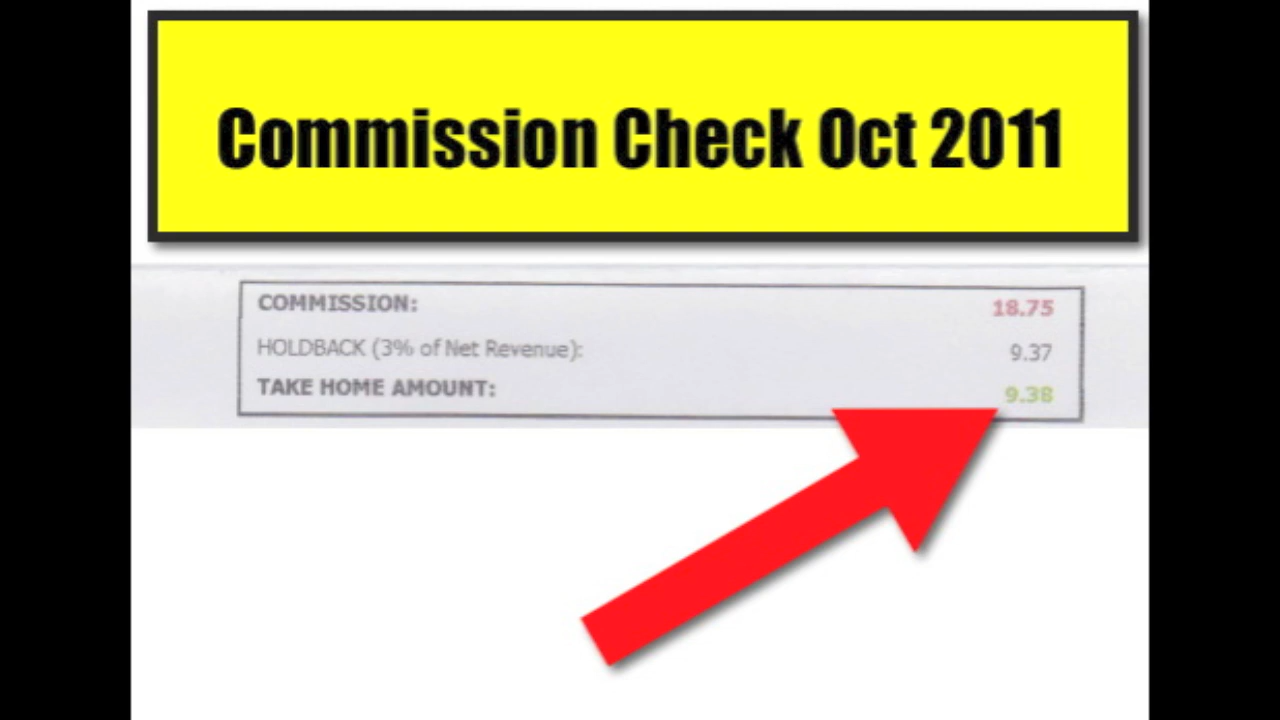 Commission Check Oct 2011
COMMISSION: 18.75
HOLDBACK (3% of Net Revenue): 9.37
TAKE HOME AMOUNT: 9.38